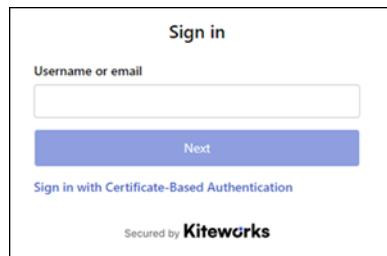 Sign in
Username or email
Next
Sign in with Certificate-Based Authentication
Secured by Kiteworks